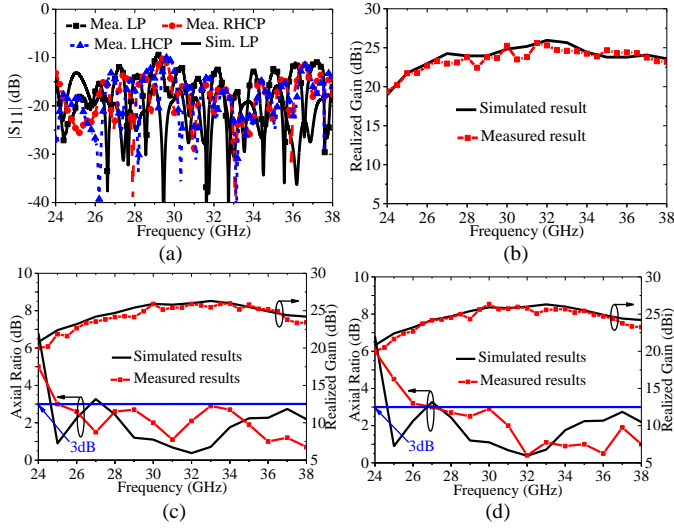 (a)
Mea. LP
Mea. RHCP
Mea. LHCP
Sim. LP
|S11| (dB)
0
-10
-20
-30
-40
24 26 28 30 32 34 36 38
Frequency (GHz)
(b)
Realized Gain (dBi)
30
25
20
15
10
5
Simulated result
Measured result
24 26 28 30 32 34 36 38
Frequency (GHz)
Axial Ratio (dB)
10
8
6
4
2
0
Simulated results
Measured results
3dB
30
25
20
15
10
5
Realized Gain (dBi)
24 26 28 30 32 34 36 38
Frequency (GHz)
(c)
Axial Ratio (dB)
10
8
6
4
2
0
Simulated results
Measured results
3dB
30
25
20
15
10
5
Realized Gain (dBi)
24 26 28 30 32 34 36 38
Frequency (GHz)
(d)